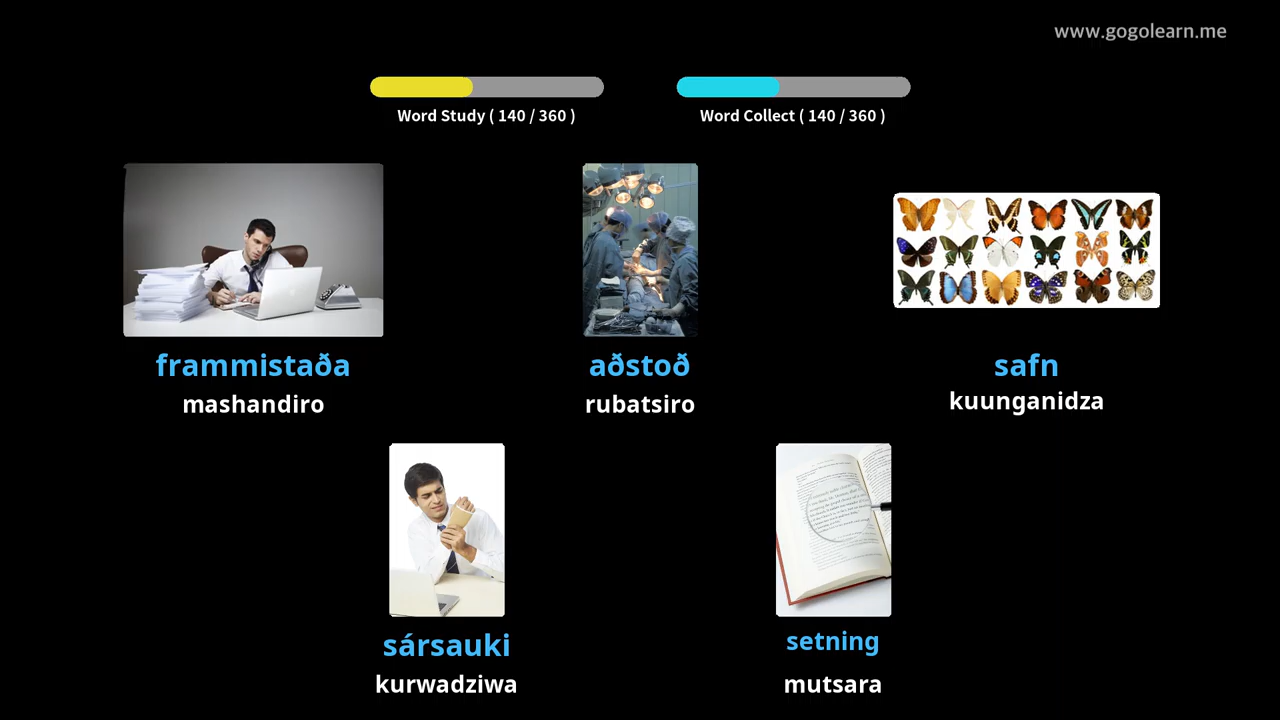 www.gogolearn.me
Word Study ( 140 / 360 )
Word Collect ( 140 / 360 )
frammistaða
mashandiro
aðstoð
rubatsiro
safn
kuunganidza
sársauki
kurwadziwa
setning
mutsara